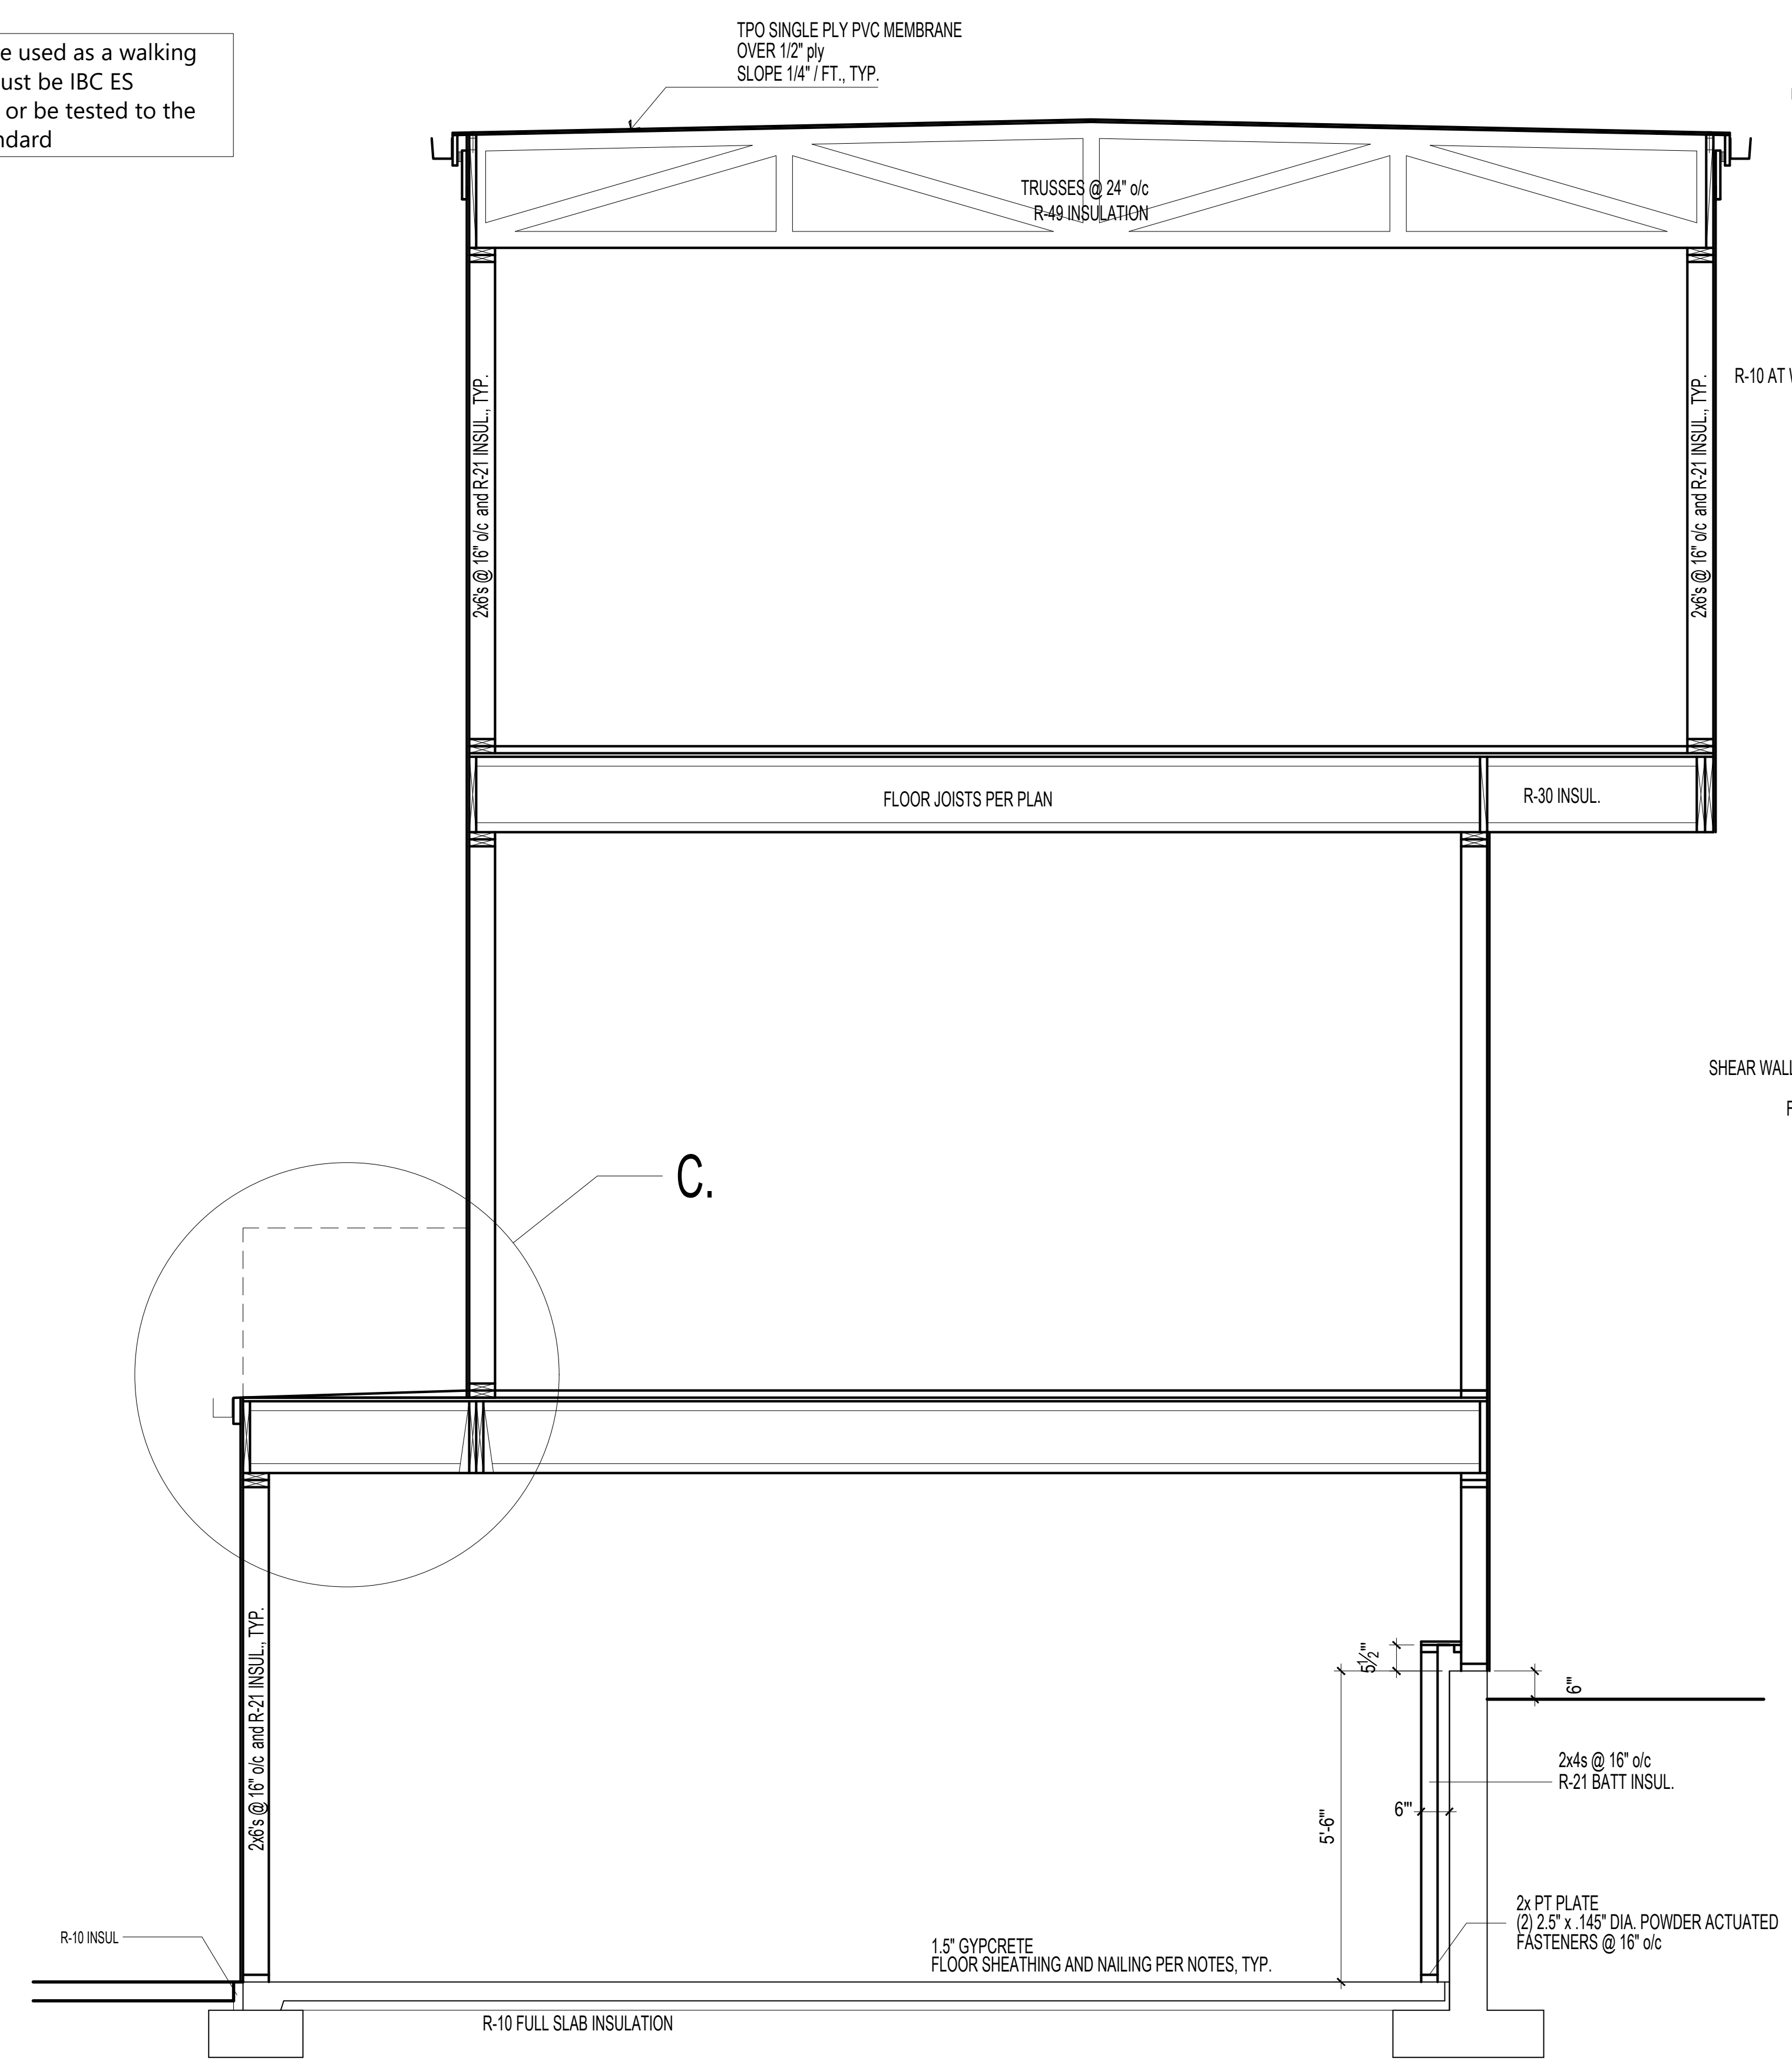 e used as a walking
ust be IBC ES
or be tested to the
ndard
TPO SINGLE PLY PVC MEMBRANE
OVER 1/2" ply
SLOPE 1/4" / FT., TYP.
TRUSSES @ 24" o/c
R-49 INSULATION
2x6's @ 16" o/c and R-21 INSUL., TYP.
2x6's @ 16" o/c and R-21 INSUL., TYP.
R-10 AT
FLOOR JOISTS PER PLAN
R-30 INSUL.
SHEAR WALL
C.
2x6's @ 16" o/c and R-21 INSUL., TYP.
5½'"
6'"
2x4s @ 16" o/c
R-21 BATT INSUL.
6'"
5'-6'"
2x PT PLATE
(2) 2.5" x .145" DIA. POWDER ACTUATED
FASTENERS @ 16" o/c
R-10 INSUL
1.5" GYPCRETE
FLOOR SHEATHING AND NAILING PER NOTES, TYP.
R-10 FULL SLAB INSULATION